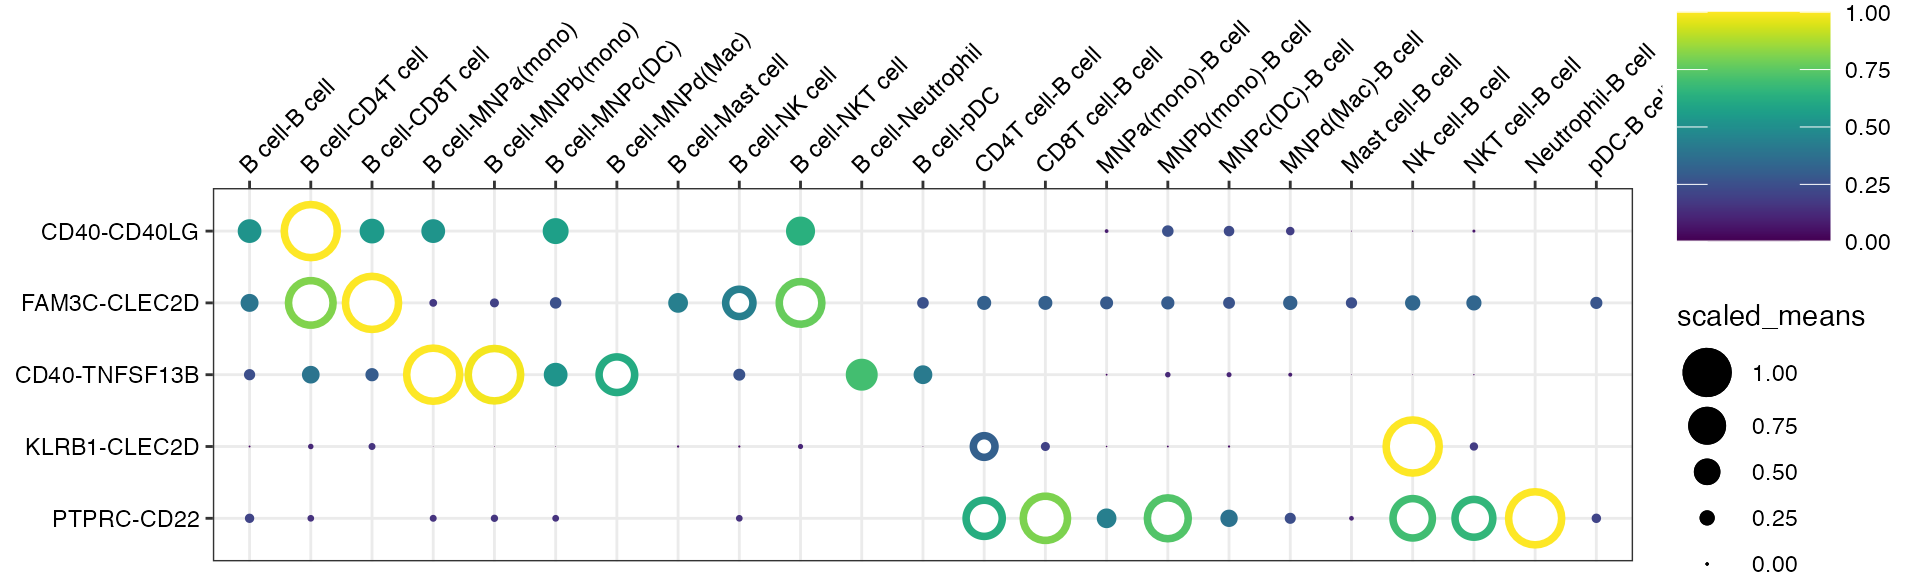 B cell-B cell
B cell-CD4T cell
B cell-CD8T cell
B cell-MNPa(mono)
B cell-MNPb(mono)
B cell-MNPc(DC)
B cell-MNPd(Mac)
B cell-Mast cell
B cell-NK cell
B cell-NKT cell
B cell-Neutrophil
B cell-pDC
CD4T cell-B cell
CD8T cell-B cell
MNPa(mono)-B cell
MNPb(mono)-B cell
MNPc(DC)-B cell
MNPd(Mac)-B cell
Mast cell-B cell
NK cell-B cell
NKT cell-B cell
Neutrophil-B cell
pDC-B cell
CD40-CD40LG
FAM3C-CLEC2D
CD40-TNFSF13B
KLRB1-CLEC2D
PTPRC-CD22
1.00
0.75
0.50
0.25
0.00
scaled_means
1.00
0.75
0.50
0.25
0.00